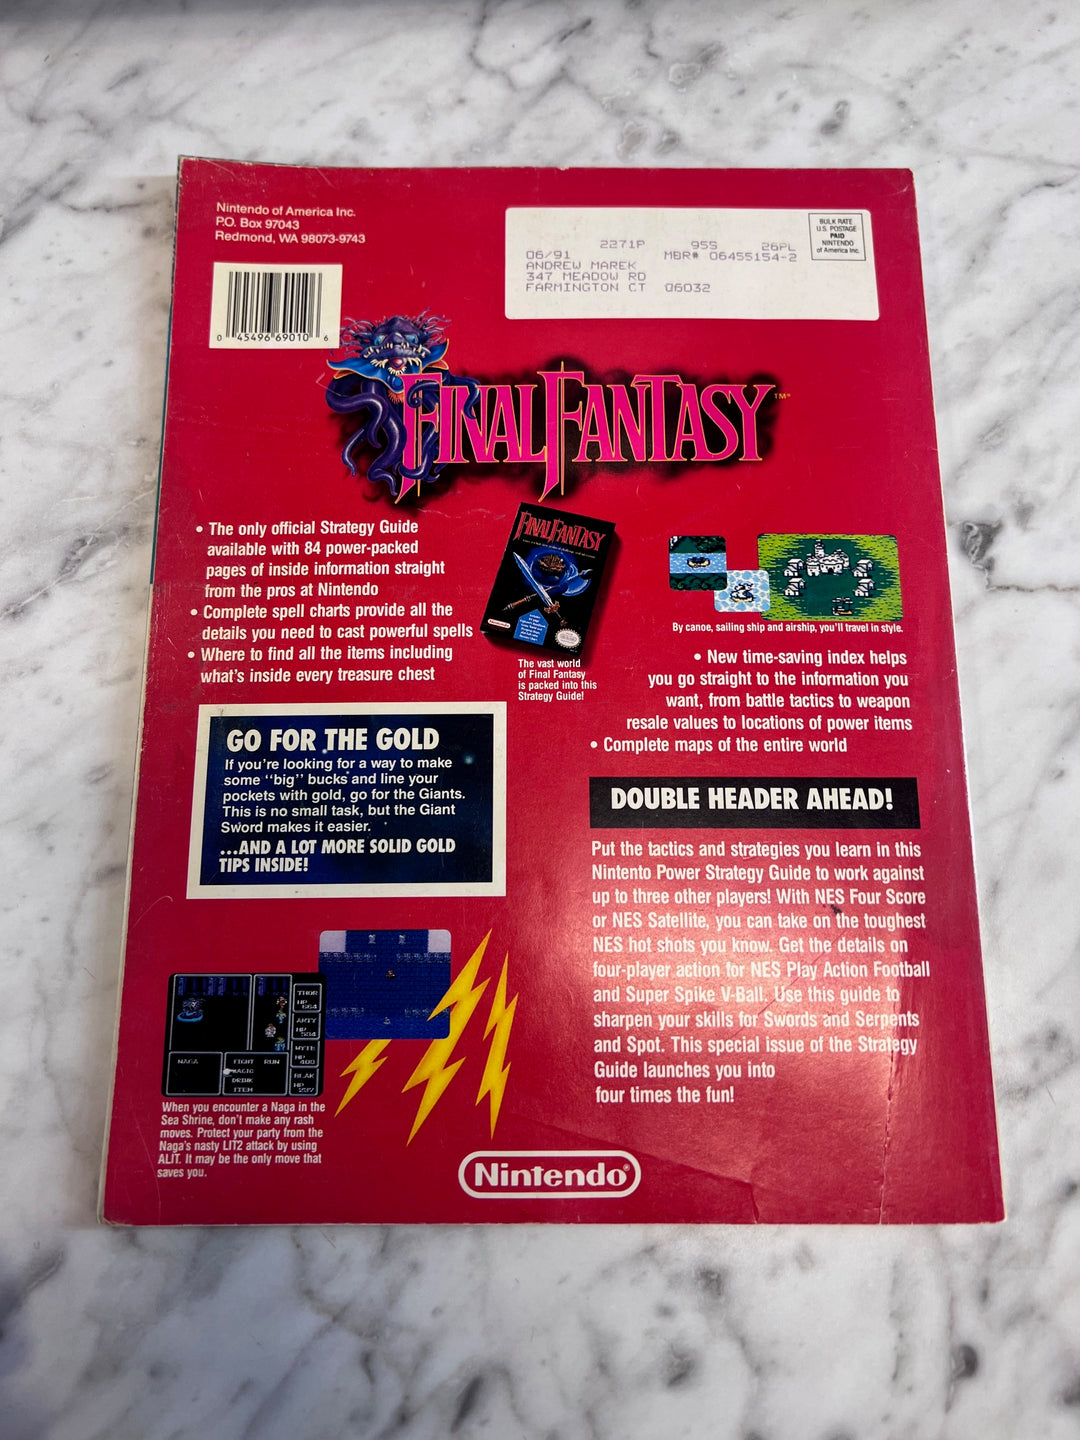 Nintendo of America Inc.
P.O. Box 97043
Redmond, WA 98073-9743
0 45496 69010 6
2271P 95S 26PL
06/91 MBR# 06455154-2
ANDREW MAREK
347 MEADOW RD
FARMINGTON CT 06032
BULK RATE
U.S. POSTAGE
PAID
NINTENDO
of America Inc.
FINAL FANTASY™
• The only official Strategy Guide
available with 84 power-packed
pages of inside information straight
from the pros at Nintendo
• Complete spell charts provide all the
details you need to cast powerful spells
• Where to find all the items including
what's inside every treasure chest
FINAL FANTASY
Nintendo
The vast world
of Final Fantasy
is packed into this
Strategy Guide!
By canoe, sailing ship and airship, you'll travel in style.
• New time-saving index helps
you go straight to the information you
want, from battle tactics to weapon
resale values to locations of power items
• Complete maps of the entire world
GO FOR THE GOLD
If you're looking for a way to make
some "big" bucks and line your
pockets with gold, go for the Giants.
This is no small task, but the Giant
Sword makes it easier.
...AND A LOT MORE SOLID GOLD
TIPS INSIDE!
DOUBLE HEADER AHEAD!
Put the tactics and strategies you learn in this
Nintento Power Strategy Guide to work against
up to three other players! With NES Four Score
or NES Satellite, you can take on the toughest
NES hot shots you know. Get the details on
four-player action for NES Play Action Football
and Super Spike V-Ball. Use this guide to
sharpen your skills for Swords and Serpents
and Spot. This special issue of the Strategy
Guide launches you into
four times the fun!
THOR
HP
564
AMTY
HP
584
MYTE
HP
400
BLAK
HP
NAGA
FIGHT RUN
MAGIC
DRINK
ITEM
When you encounter a Naga in the
Sea Shrine, don't make any rash
moves. Protect your party from the
Naga's nasty LIT2 attack by using
ALIT. It may be the only move that
saves you.
Nintendo®